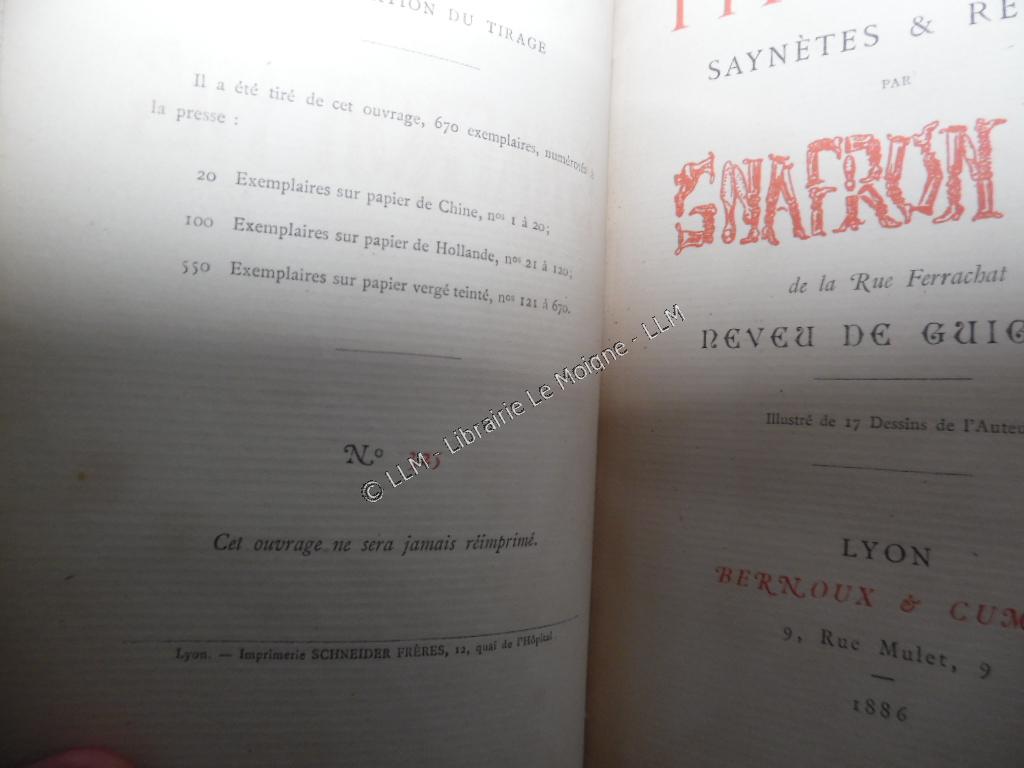 TION DU TIRAGE
Il a été tiré de cet ouvrage, 670 exemplaires, numérotés à
la presse :
20 Exemplaires sur papier de Chine, nos 1 à 20;
100 Exemplaires sur papier de Hollande, nos 21 à 120;
550 Exemplaires sur papier vergé teinté, nos 121 à 670.
No
Cet ouvrage ne sera jamais réimprimé.
Lyon. — Imprimerie SCHNEIDER FRÈRES, 12, quai de l'Hôpital
SAYNÈTES & RE
PAR
SNAFRON
de la Rue Ferrachat
NEVEU DE GUIG
Illustré de 17 Dessins de l'Auteu
LYON
BERNOUX & CUM
9, Rue Mulet, 9
1886
© LLM - Librairie Le Moigne - LLM